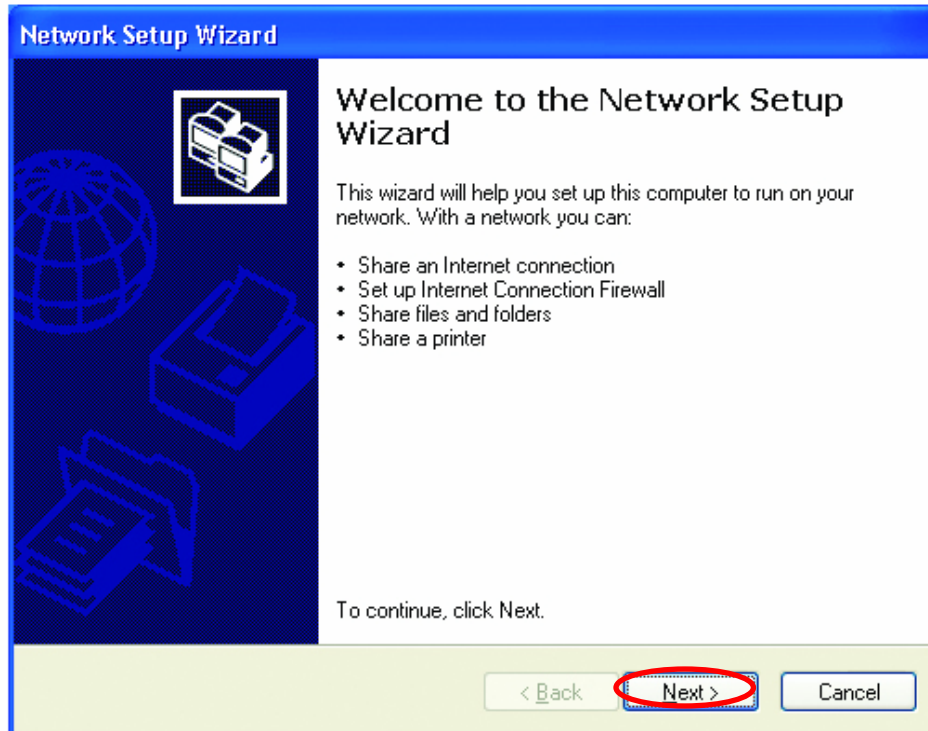 Network Setup Wizard
Welcome to the Network Setup
Wizard
This wizard will help you set up this computer to run on your
network. With a network you can:
• Share an Internet connection
• Set up Internet Connection Firewall
• Share files and folders
• Share a printer
To continue, click Next.
< Back Next > Cancel